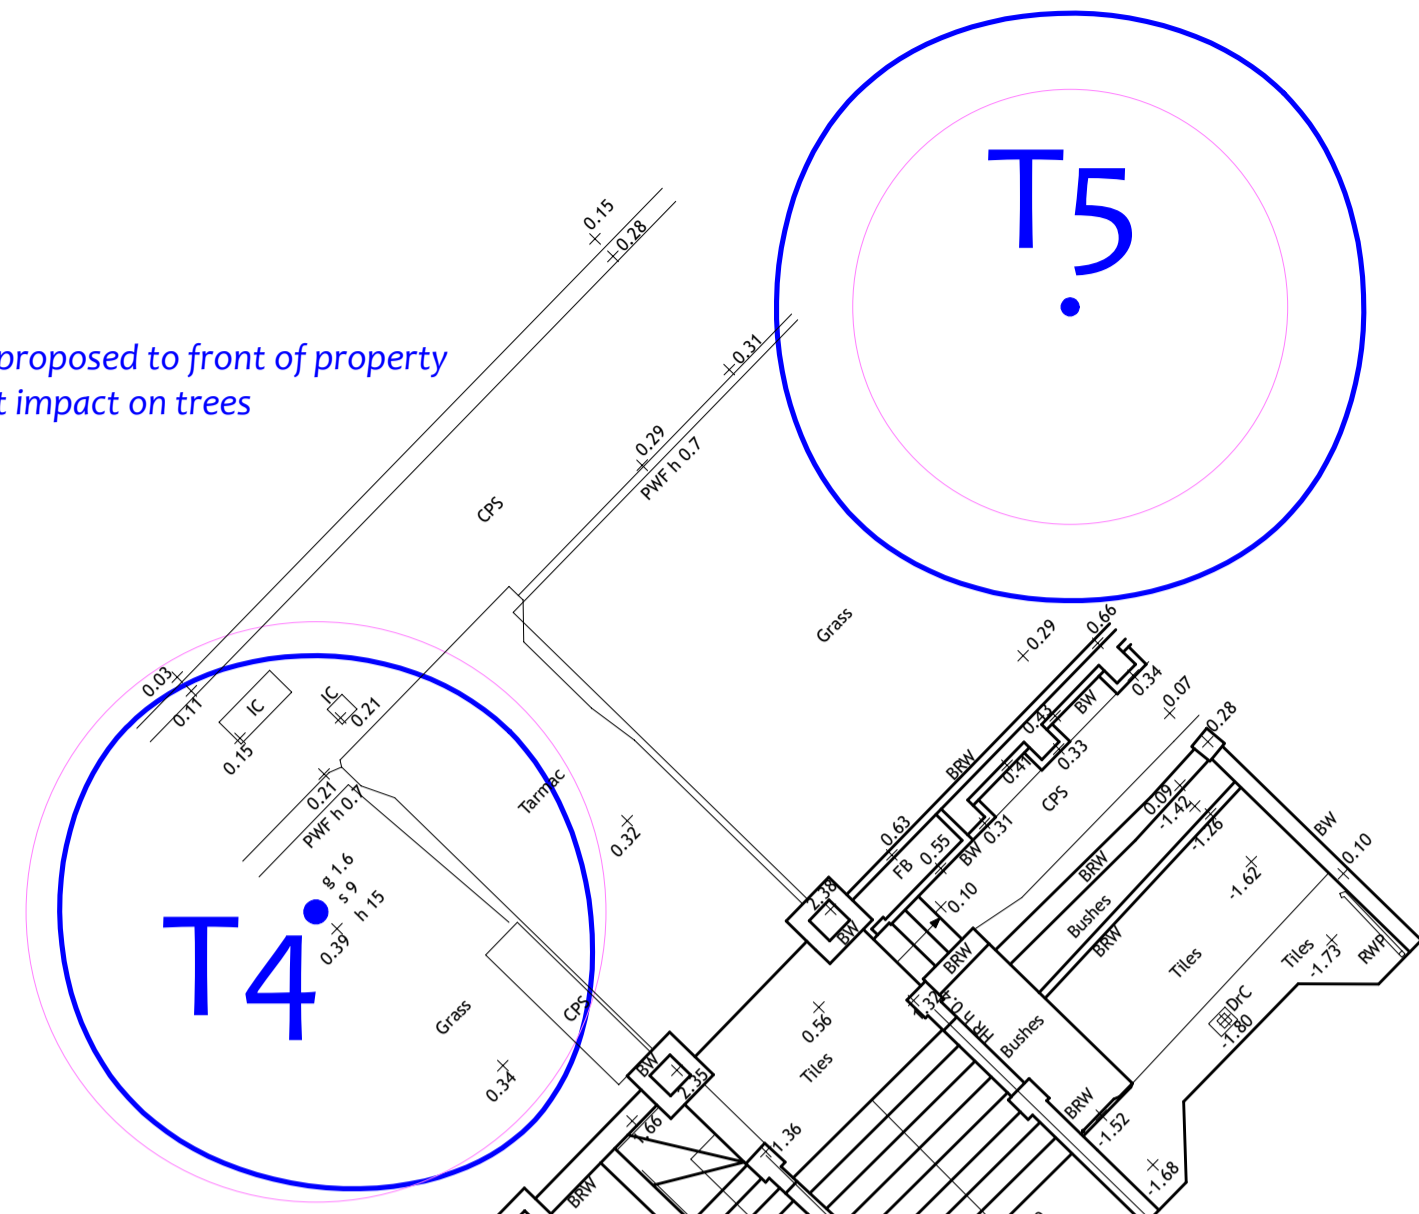 T5
0.15
0.28
proposed to front of property
impact on trees
0.31
0.29
PWF h 0.7
CPS
Grass
0.29
0.66
0.34
0.07
0.28
BW
0.43
0.33
0.41
BRW
CPS
0.03
0.11
IC
IC
0.21
0.15
0.21
PWF h 0.7
Tarmac
0.32
0.63
FB
0.55
BW
0.31
0.09
-1.42
-1.26
BW
0.10
-1.62
BRW
Bushes
BRW
Tiles
Tiles
-1.73
RWP
DrC
-1.80
g 1.6
s 9
h 15
0.39
T4
Grass
CPS
0.34
2.38
BW
0.10
BRW
Bushes
0.56
Tiles
BW
2.35
1.36
BRW
-1.52
-1.68
BRW